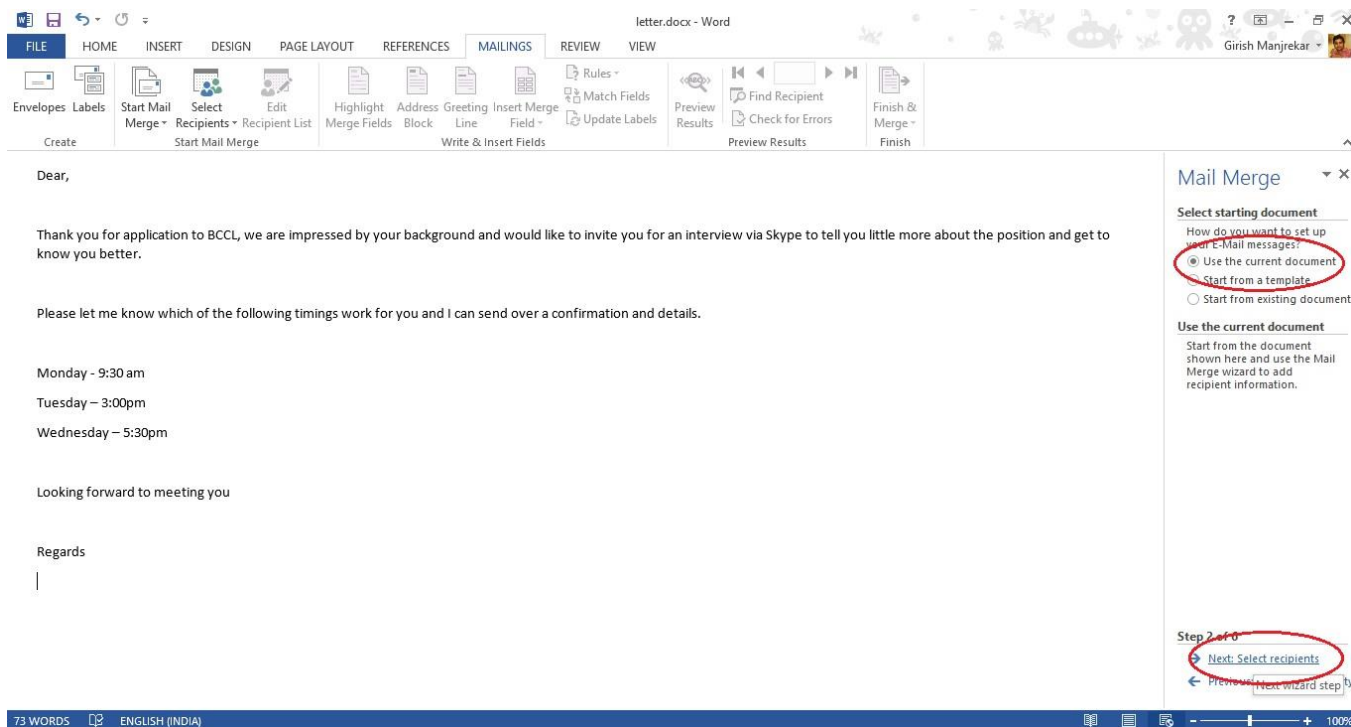 letter.docx - Word
?
FILE HOME INSERT DESIGN PAGE LAYOUT REFERENCES MAILINGS REVIEW VIEW
Girish Manjrekar
Envelopes Labels
Start Mail Merge
Select Recipients
Edit Recipient List
Highlight Merge Fields
Address Block
Greeting Line
Insert Merge Field
Rules
Match Fields
Update Labels
ABC
Preview Results
Find Recipient
Check for Errors
Finish & Merge
Create
Start Mail Merge
Write & Insert Fields
Preview Results
Finish
Dear,
Thank you for application to BCCL, we are impressed by your background and would like to invite you for an interview via Skype to tell you little more about the position and get to
know you better.
Please let me know which of the following timings work for you and I can send over a confirmation and details.
Monday - 9:30 am
Tuesday – 3:00pm
Wednesday – 5:30pm
Looking forward to meeting you
Regards
Mail Merge
Select starting document
How do you want to set up
your E-Mail messages?
Use the current document
Start from a template
Start from existing document
Use the current document
Start from the document
shown here and use the Mail
Merge wizard to add
recipient information.
Step 2 of 6
Next: Select recipients
Previous:
Next wizard step
73 WORDS ENGLISH (INDIA)
100%